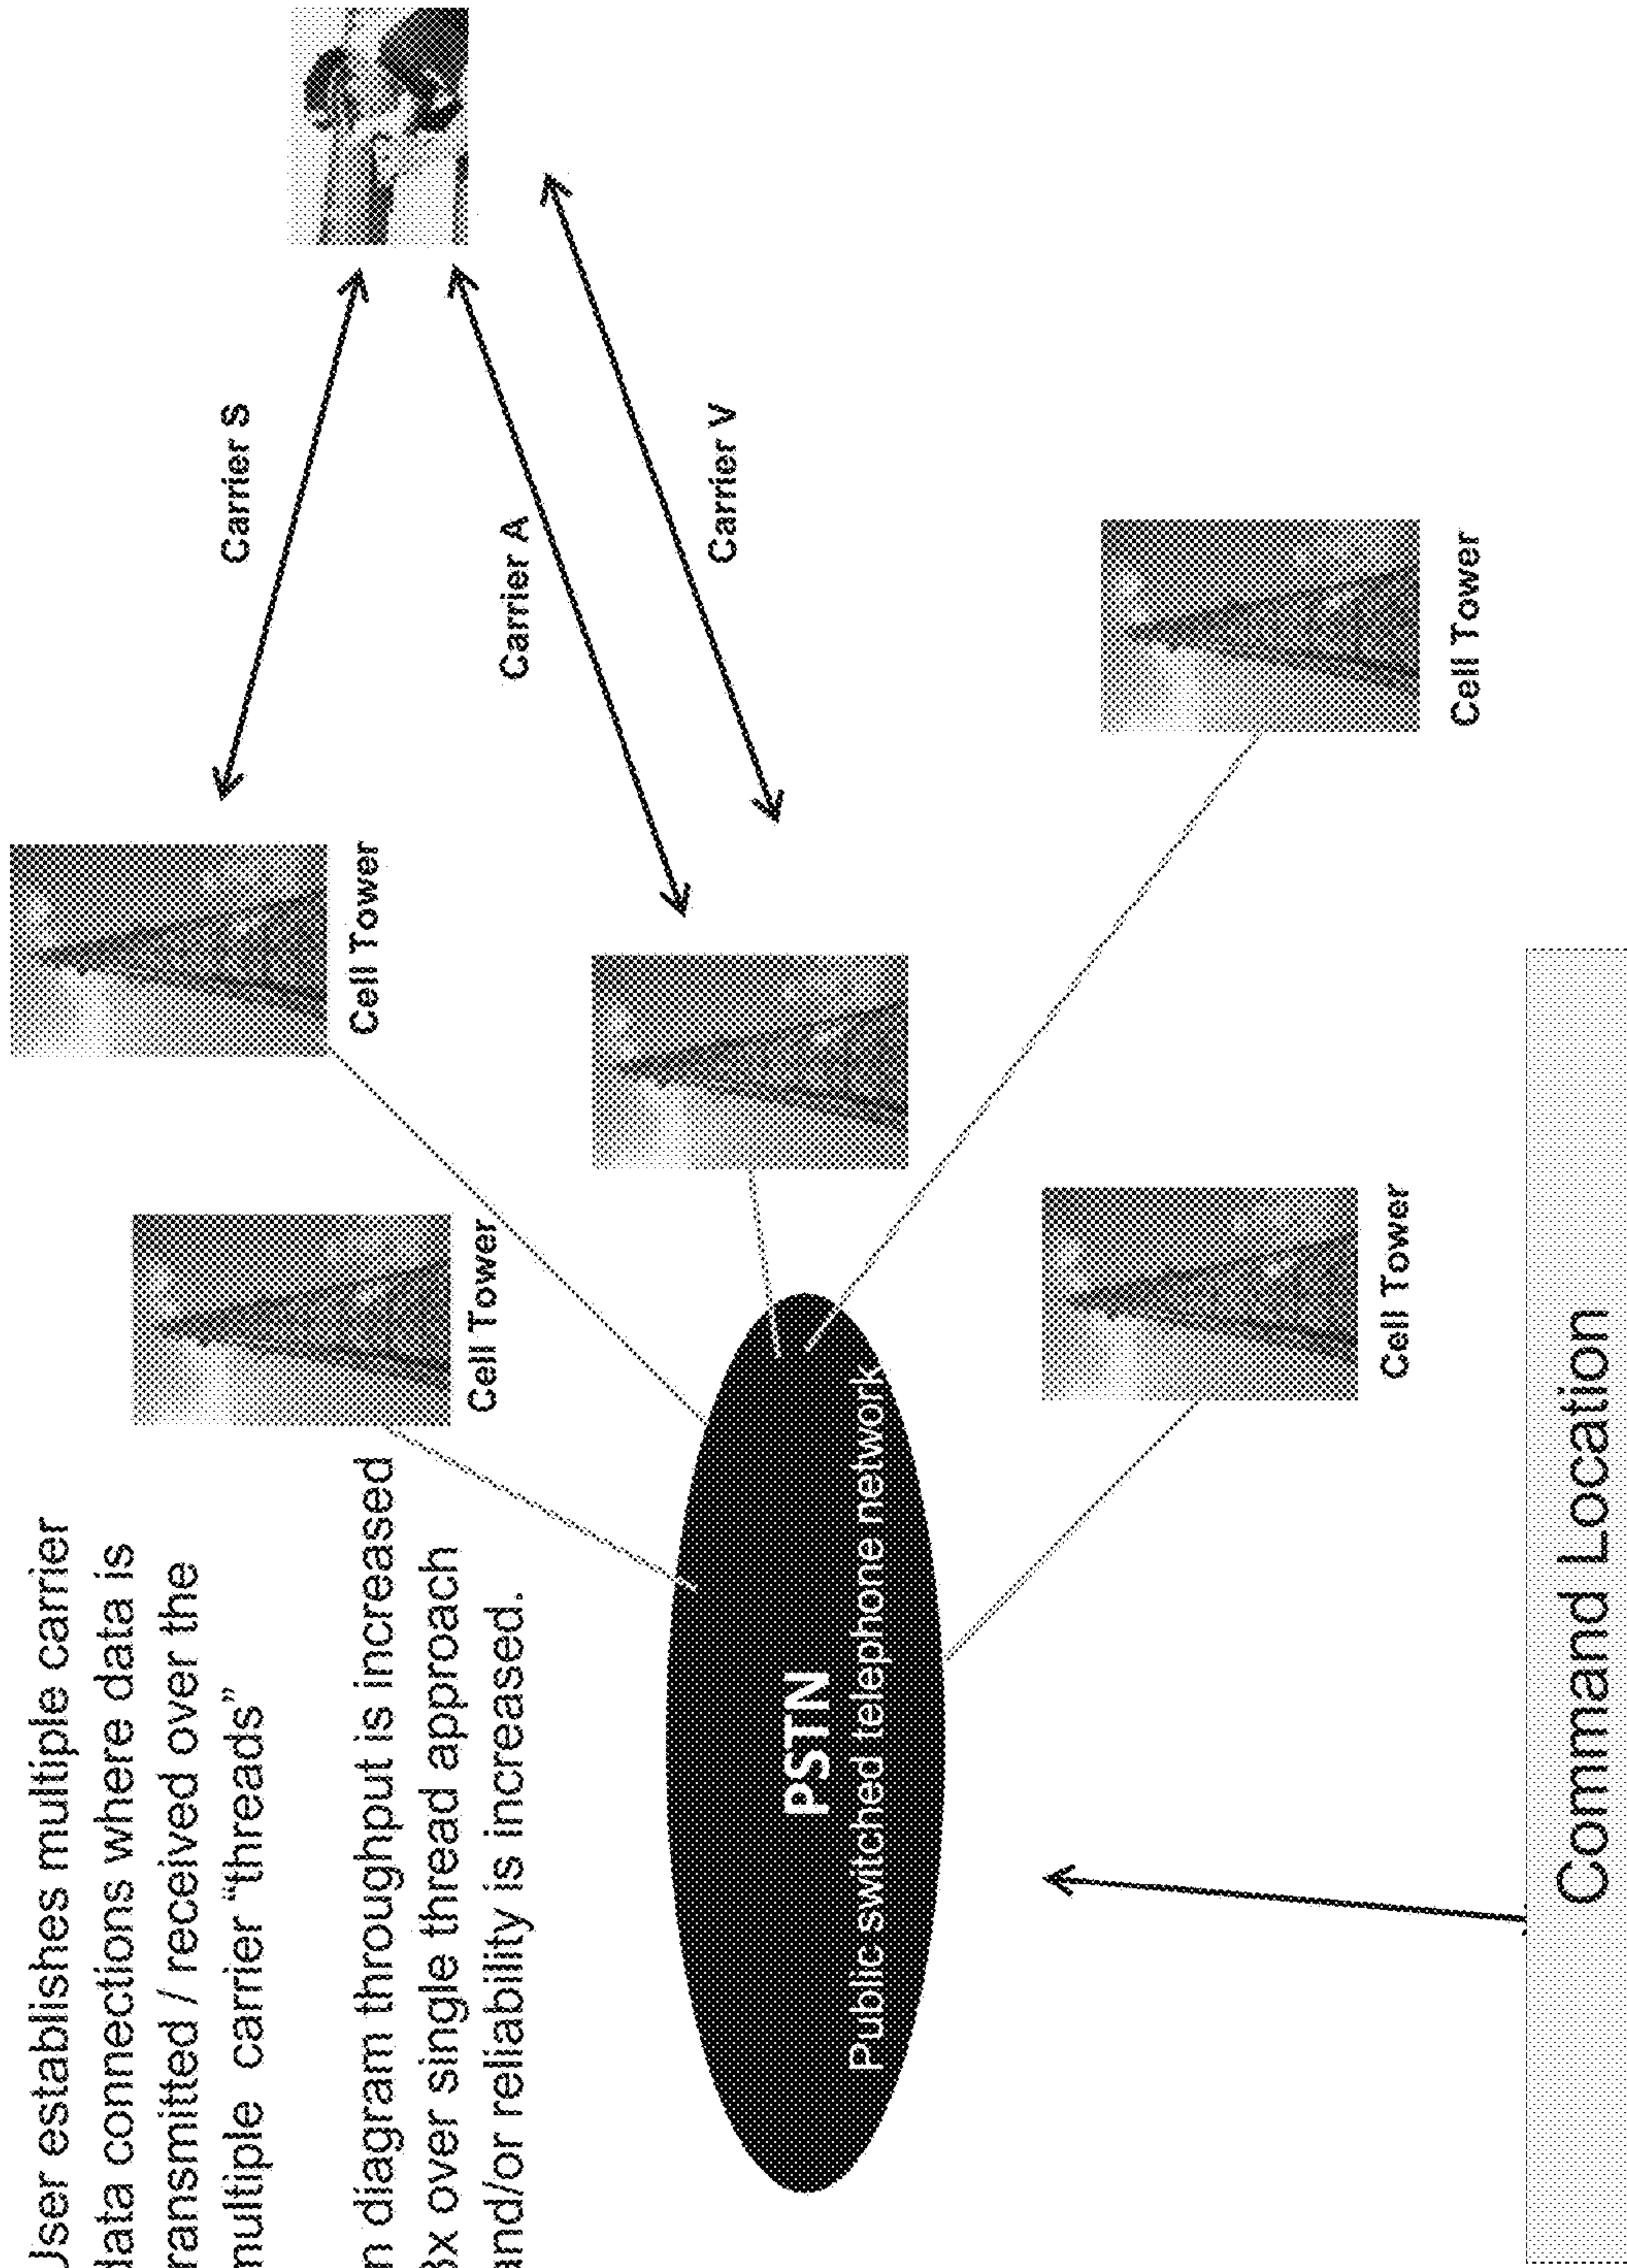 User establishes multiple carrier
data connections where data is
transmitted / received over the
multiple carrier “threads”
n diagram throughput is increased
3x over single thread approach
and/or reliability is increased.
Cell Tower
Cell Tower
Carrier S
Carrier A
Carrier V
PSTN
Public switched telephone network
Cell Tower
Cell Tower
Command Location